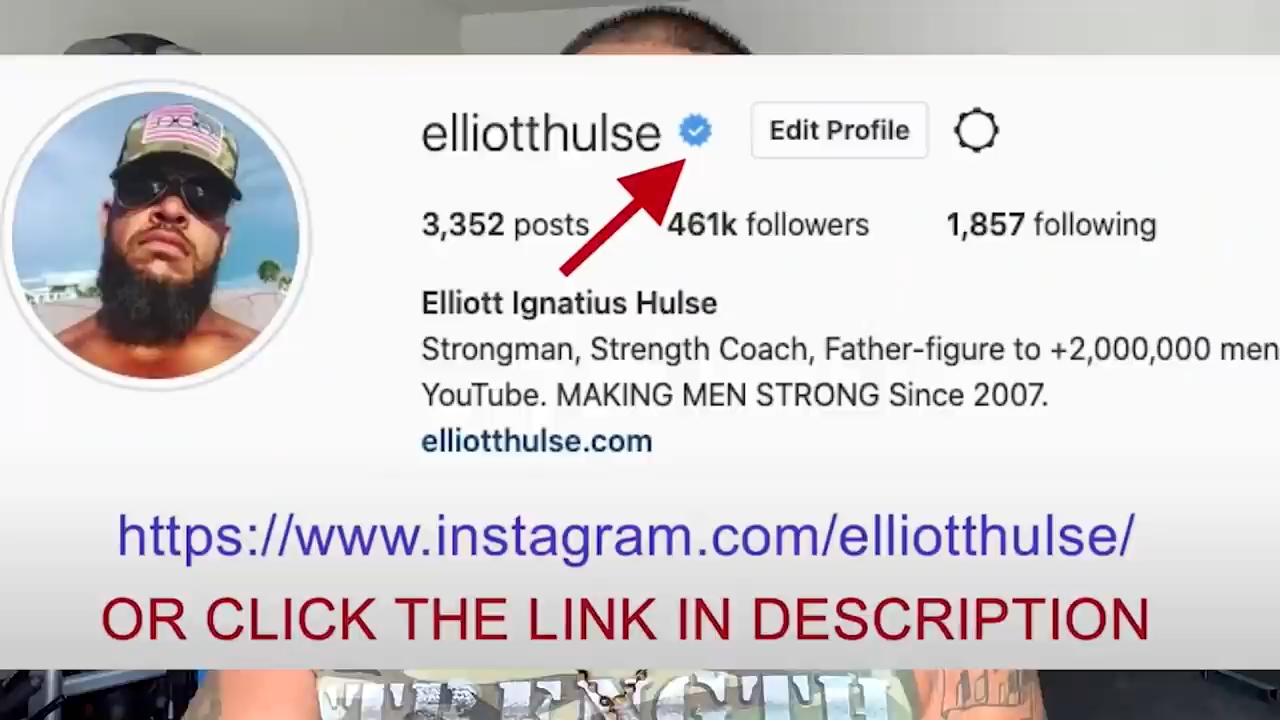 elliotthulse Edit Profile
3,352 posts 461k followers 1,857 following
Elliott Ignatius Hulse
Strongman, Strength Coach, Father-figure to +2,000,000 men
YouTube. MAKING MEN STRONG Since 2007.
elliotthulse.com
https://www.instagram.com/elliotthulse/
OR CLICK THE LINK IN DESCRIPTION